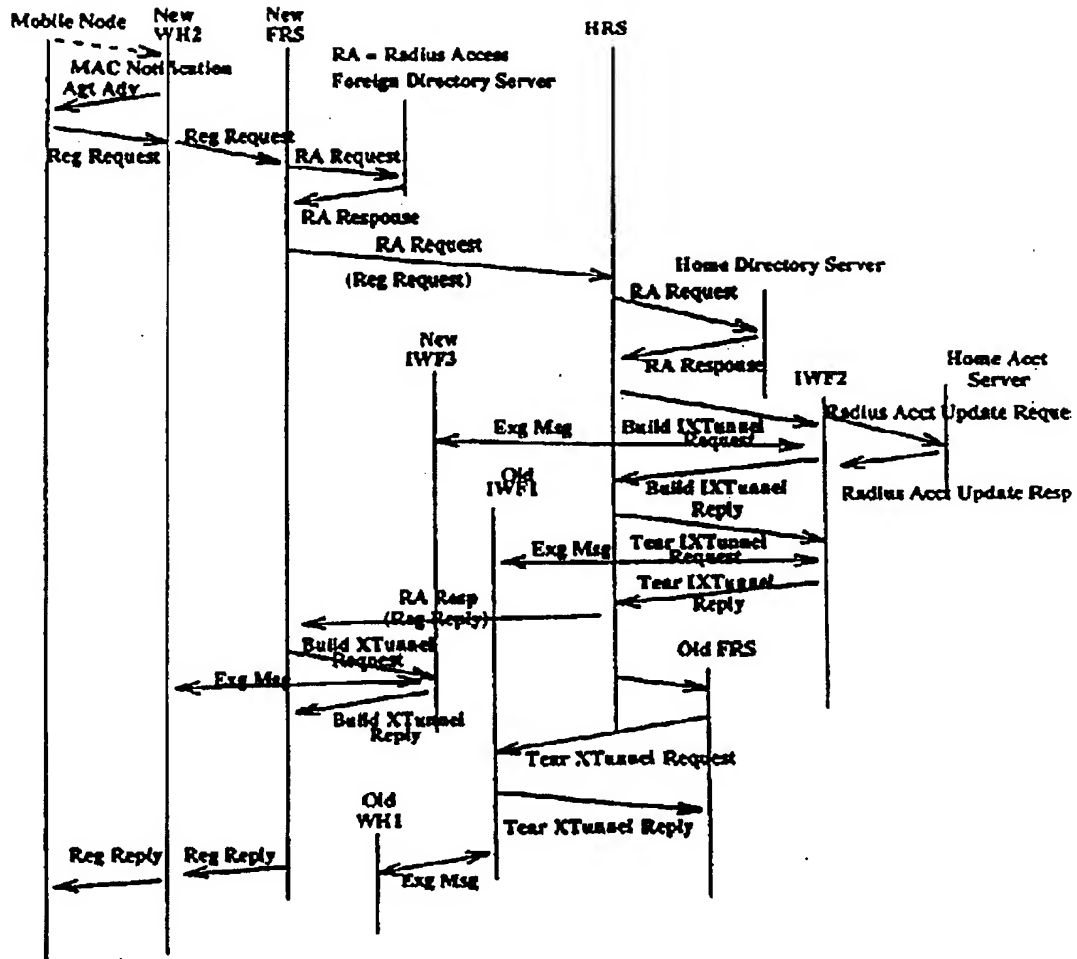 Mobile Node
New
WH2
New
FRS
HRS
RA = Radius Access
Foreign Directory Server
MAC Notification
Agt Adv
Reg Request
Reg Request
RA Request
RA Response
RA Request
(Reg Request)
Home Directory Server
RA Request
RA Response
New
IWF3
IWF2
Home Acct
Server
Radius Acct Update Reque
Exg Msg
Build IXTunnel
Request
Old
IWF1
Build IXTunnel
Reply
Radius Acct Update Resp
Exg Msg
Tear IXTunnel
Request
Tear IXTunnel
Reply
RA Resp
(Reg Reply)
Build XTunnel
Request
Old FRS
Exg Msg
Build XTunnel
Reply
Tear XTunnel Request
Old
WH1
Tear XTunnel Reply
Reg Reply
Reg Reply
Exg Msg